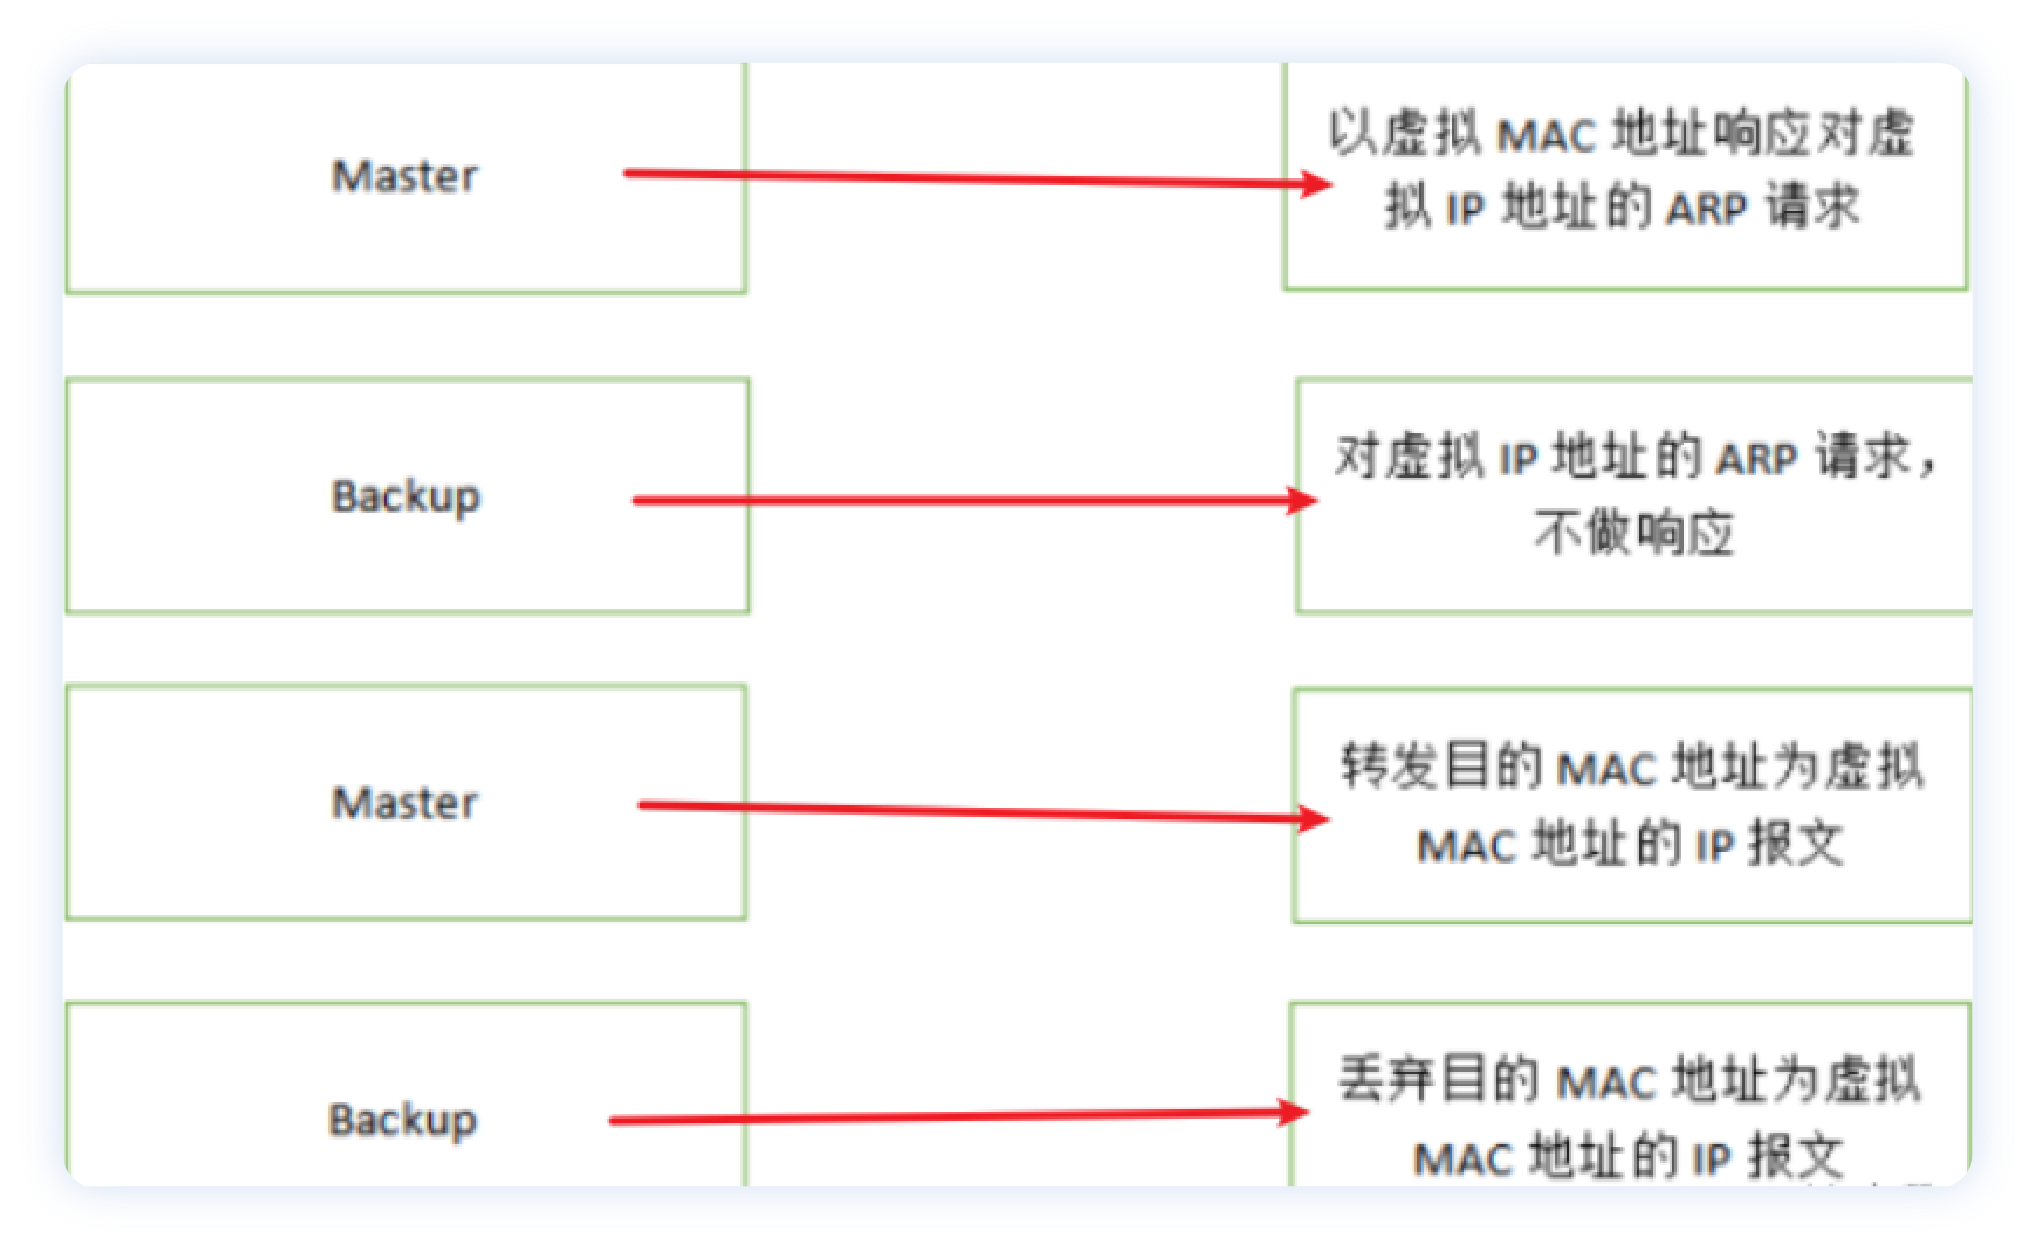 Master
以虚拟 MAC 地址响应对虚
拟 IP 地址的 ARP 请求
Backup
对虚拟 IP 地址的 ARP 请求，
不做响应
Master
转发目的 MAC 地址为虚拟
MAC 地址的 IP 报文
Backup
丢弃目的 MAC 地址为虚拟
MAC 地址的 IP 报文